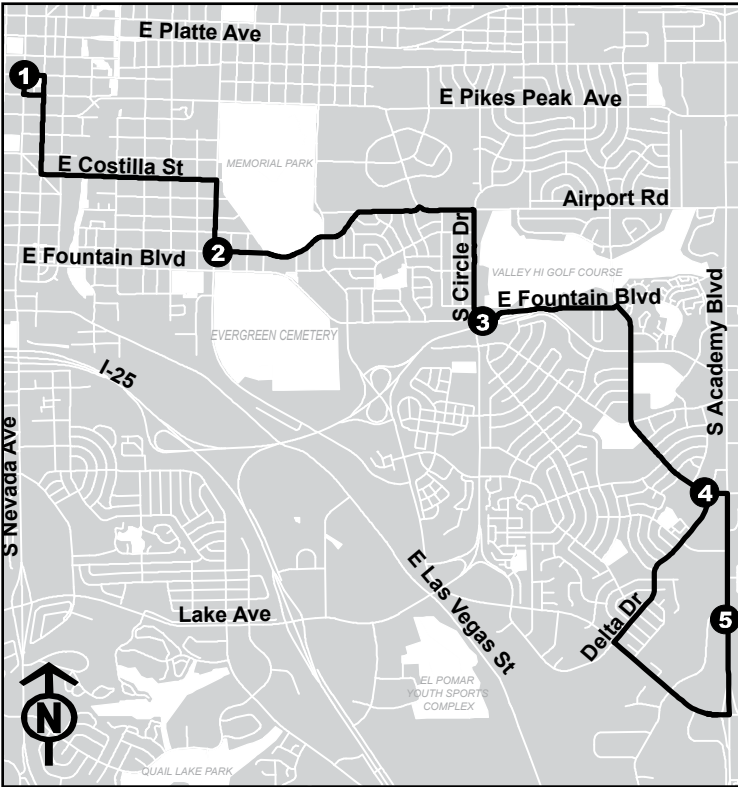 E Platte Ave
1
E Pikes Peak Ave
E Costilla St
MEMORIAL PARK
Airport Rd
E Fountain Blvd
2
S Circle Dr
VALLEY HI GOLF COURSE
E Fountain Blvd
3
S Academy Blvd
EVERGREEN CEMETERY
I-25
S Nevada Ave
4
E Las Vegas St
Lake Ave
Delta Dr
5
EL POMAR
YOUTH SPORTS
COMPLEX
N
QUAIL LAKE PARK